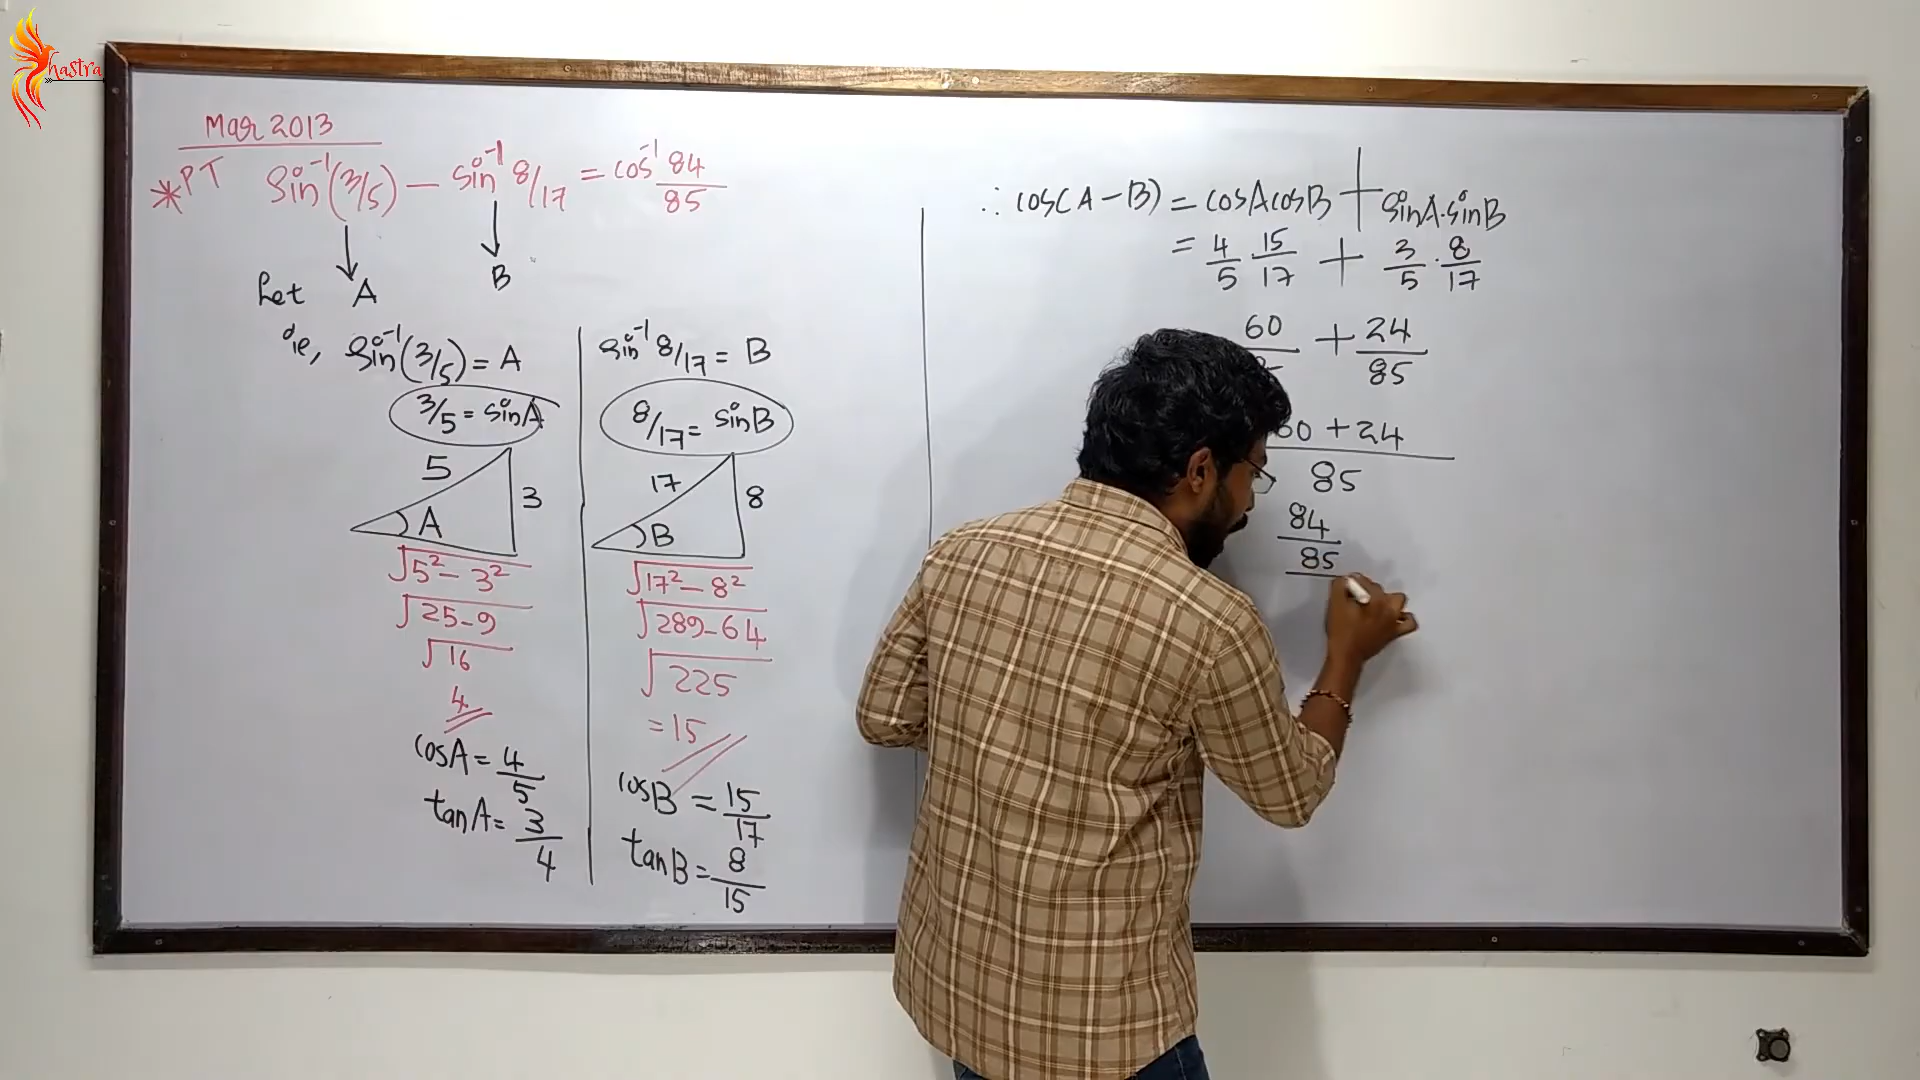 hastra
Mar 2013
*PT sin⁻¹(3/5) − sin⁻¹ 8/17 = cos⁻¹ 84/85
Let A B
ie, sin⁻¹(3/5) = A
3/5 = sinA
5
3
A
√5² − 3²
√25-9
√16
4
cosA = 4/5
tanA = 3/4
sin⁻¹ 8/17 = B
8/17 = sinB
17
8
B
√17² − 8²
√289-64
√225
= 15
cosB = 15/17
tanB = 8/15
∴ cos(A − B) = cosAcosB + sinA.sinB
= 4/5 . 15/17 + 3/5 . 8/17
60 + 24/85
60 + 24
85
84
85